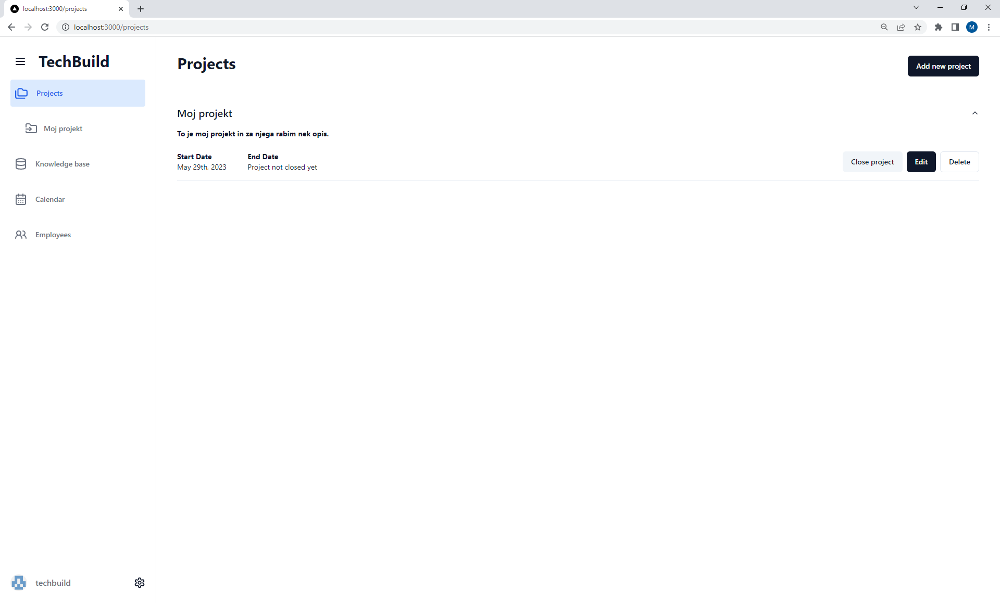 localhost:3000/projects
localhost:3000/projects
M
TechBuild
Projects
Moj projekt
Knowledge base
Calendar
Employees
techbuild
Projects
Add new project
Moj projekt
To je moj projekt in za njega rabim nek opis.
Start Date
May 29th, 2023
End Date
Project not closed yet
Close project
Edit
Delete